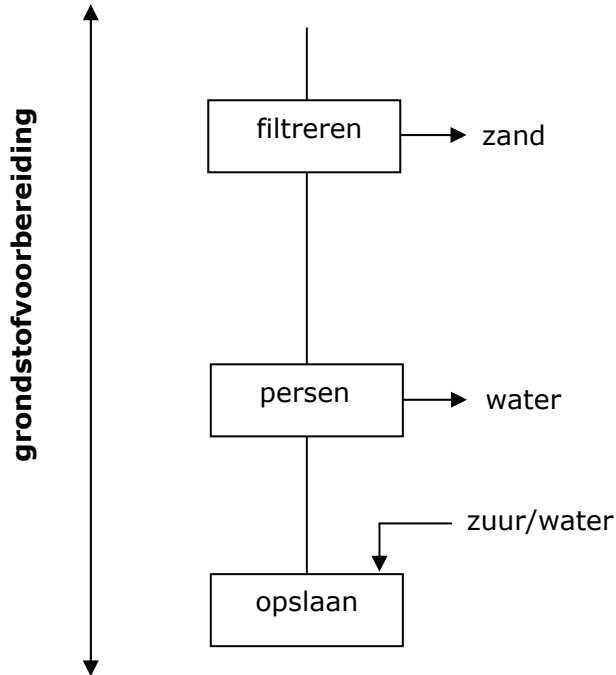 grondstofvoorbereiding
filtreren
zand
persen
water
zuur/water
opslaan